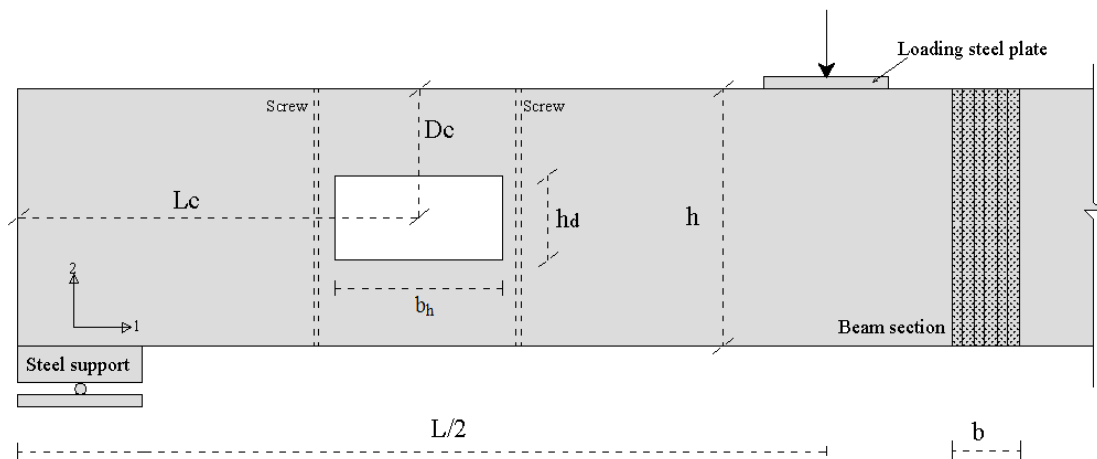 Loading steel plate
Screw
Screw
Dc
Lc
hd
h
2
1
bh
Beam section
Steel support
L/2
b